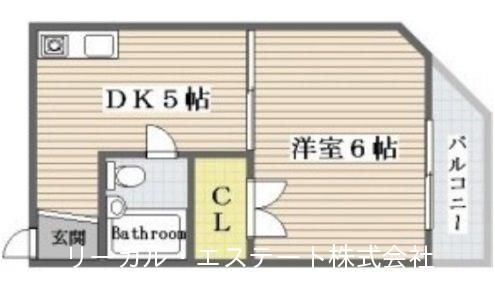 DK5帖
洋室6帖
バルコニー
CL
玄関
Bathroom
リーガル エステート株式会社